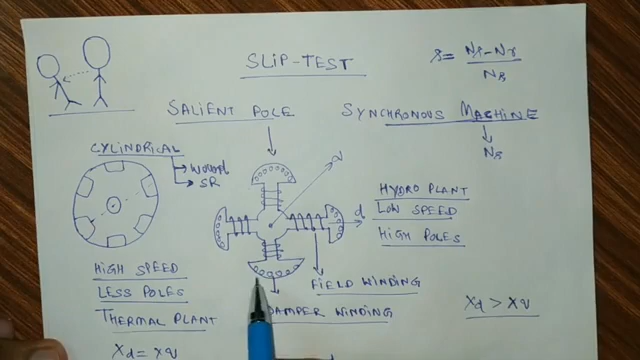 SLIP-TEST
s = Ns-Nr / Ns
SALIENT POLE
SYNCHRONOUS MACHINE
Ns
CYLINDRICAL
wound
SR
q
d
HYDRO PLANT
LOW SPEED
HIGH POLES
HIGH SPEED
LESS POLES
THERMAL PLANT
FIELD WINDING
DAMPER WINDING
Xd > Xq
Xd = Xq